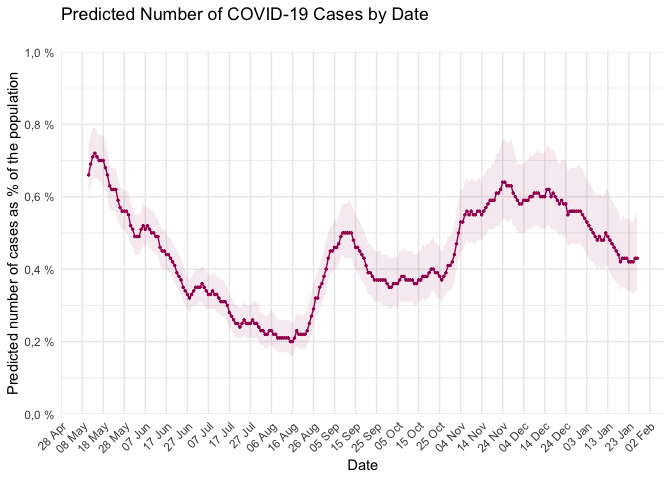 Predicted Number of COVID-19 Cases by Date
Predicted number of cases as % of the population
1,0 %
0,8 %
0,6 %
0,4 %
0,2 %
0,0 %
28 Apr
08 May
18 May
28 May
07 Jun
17 Jun
27 Jun
07 jul
17 jul
27 jul
06 Aug
16 Aug
26 Aug
05 Sep
15 Sep
25 Sep
05 Oct
15 Oct
25 Oct
04 Nov
14 Nov
24 Nov
04 Dec
14 Dec
24 Dec
03 Jan
13 Jan
23 Jan
02 Feb
Date